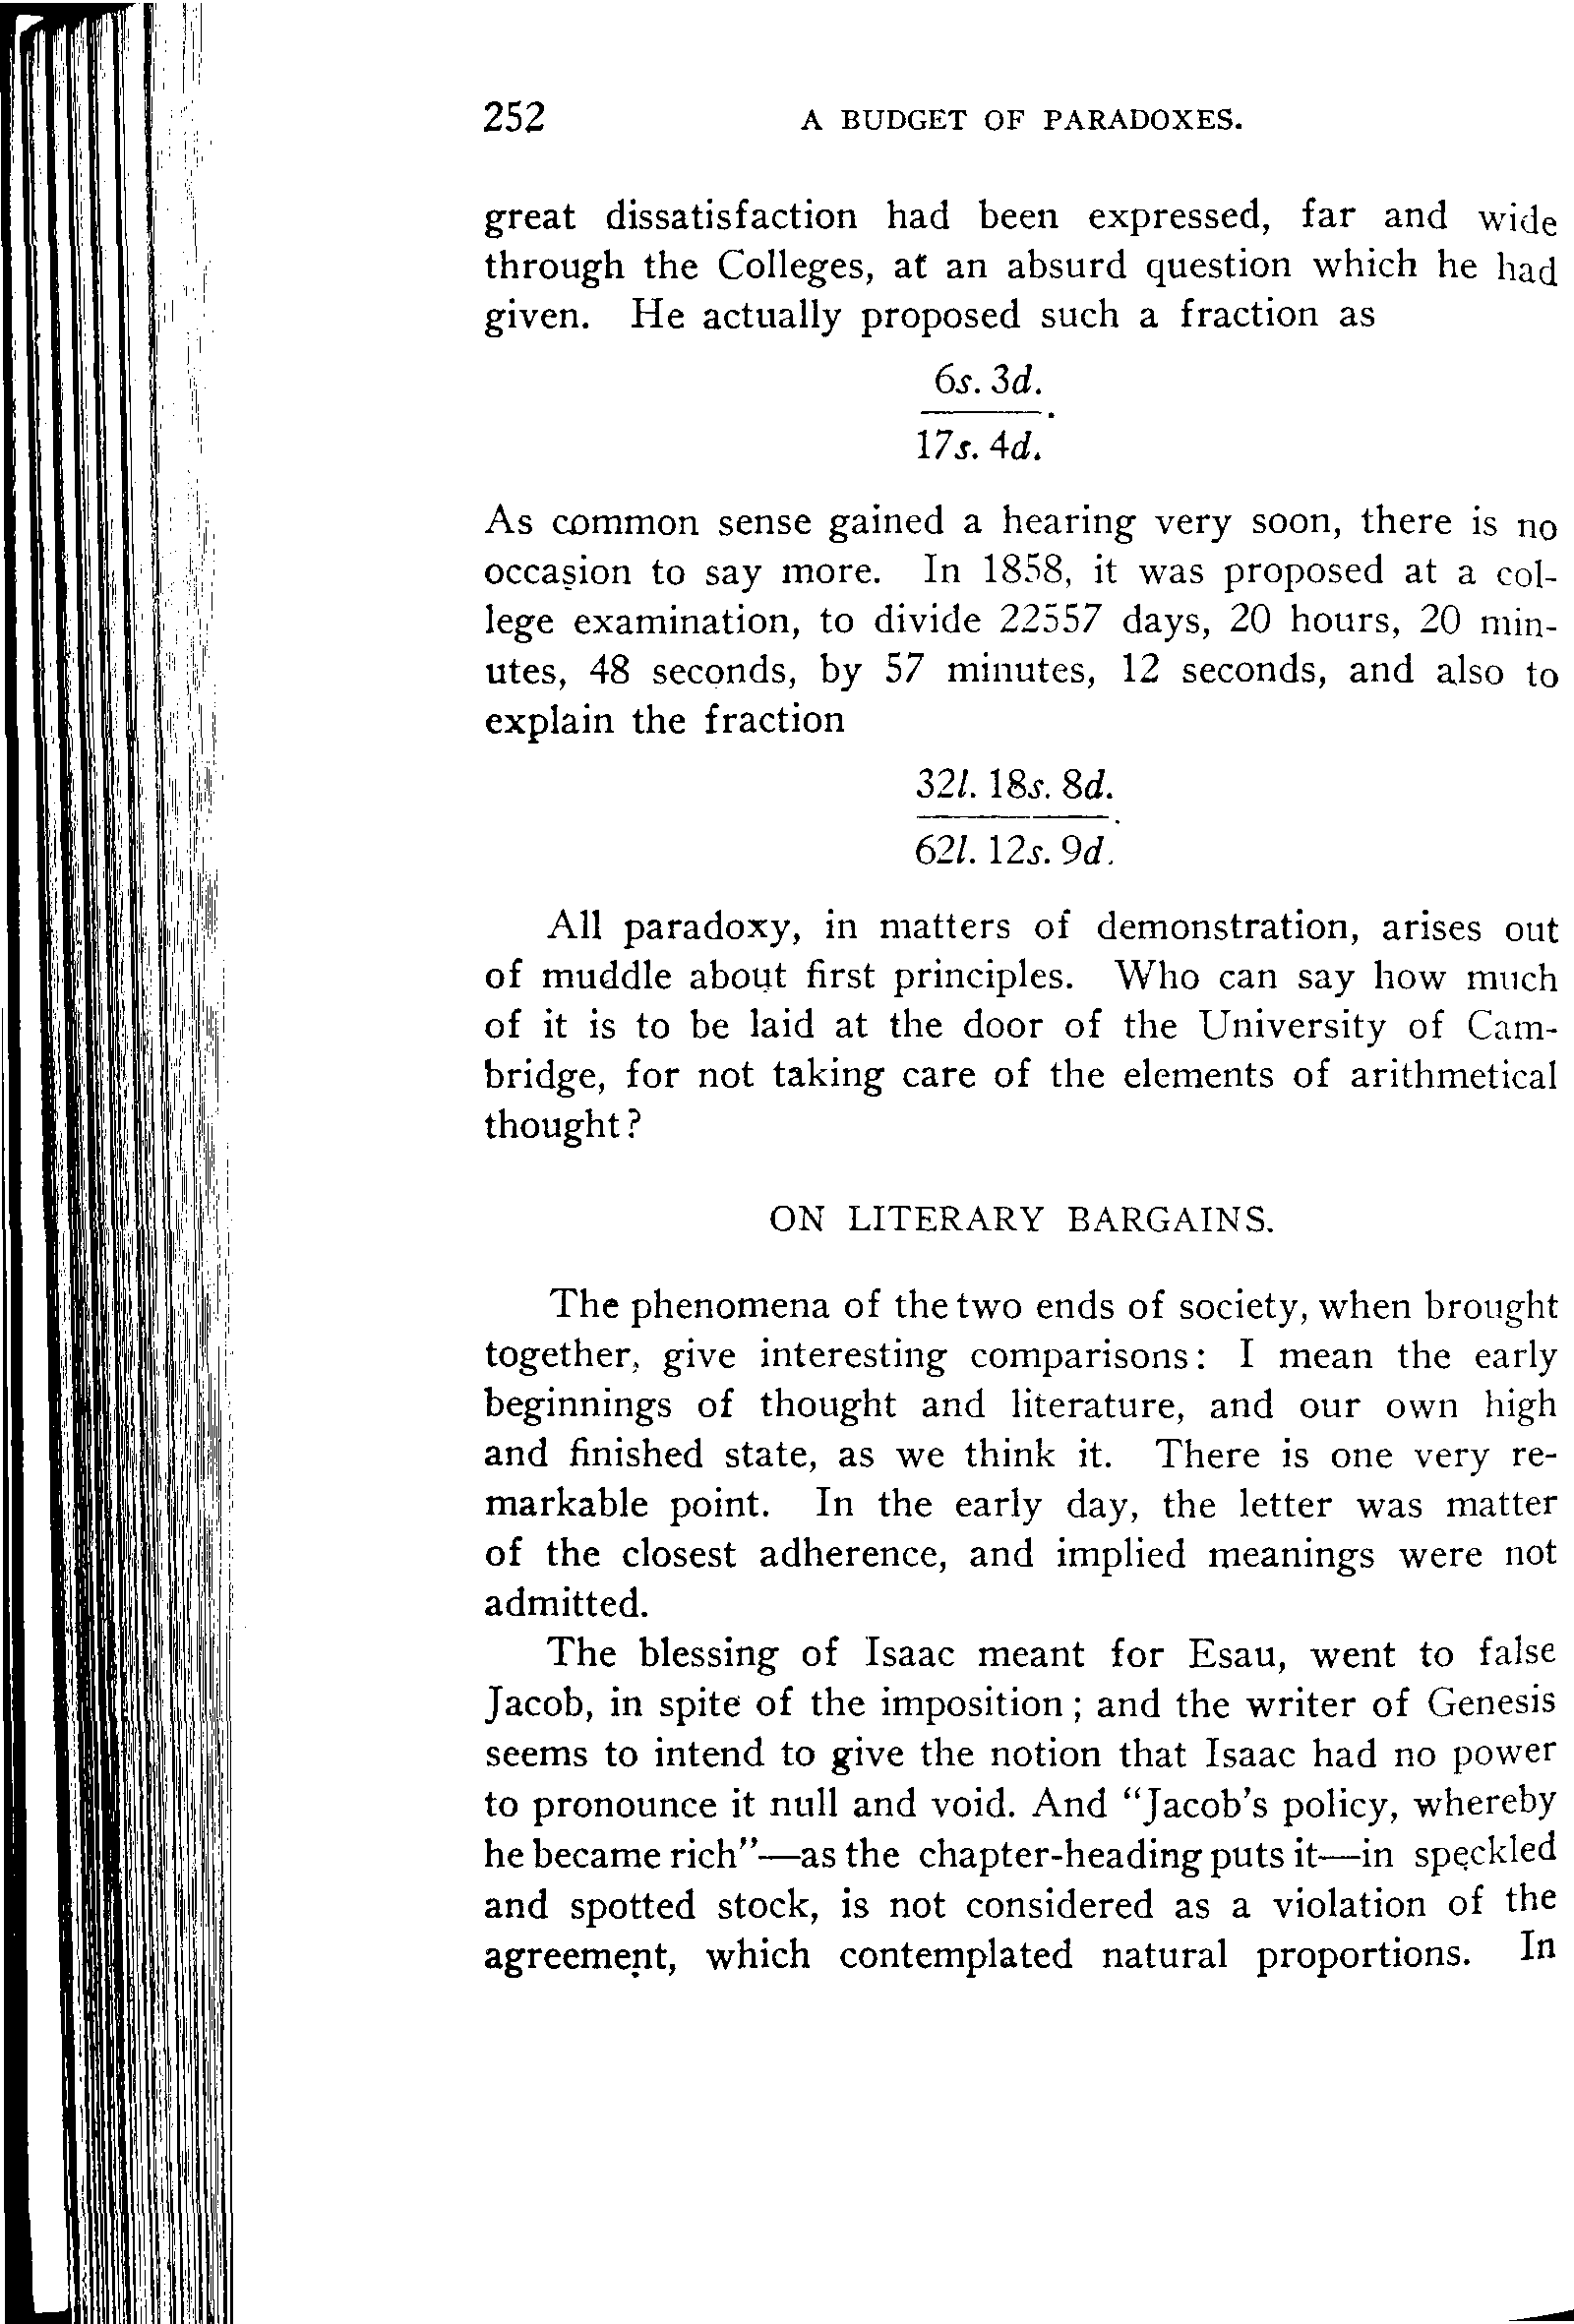 252 A BUDGET OF PARADOXES.
great dissatisfaction had been expressed, far and wide
through the Colleges, at an absurd question which he had
given. He actually proposed such a fraction as
6s. 3d.
17s. 4d.
As common sense gained a hearing very soon, there is no
occasion to say more. In 1858, it was proposed at a col-
lege examination, to divide 22557 days, 20 hours, 20 min-
utes, 48 seconds, by 57 minutes, 12 seconds, and also to
explain the fraction
32l. 18s. 8d.
62l. 12s. 9d.
All paradoxy, in matters of demonstration, arises out
of muddle about first principles. Who can say how much
of it is to be laid at the door of the University of Cam-
bridge, for not taking care of the elements of arithmetical
thought?
ON LITERARY BARGAINS.
The phenomena of the two ends of society, when brought
together, give interesting comparisons: I mean the early
beginnings of thought and literature, and our own high
and finished state, as we think it. There is one very re-
markable point. In the early day, the letter was matter
of the closest adherence, and implied meanings were not
admitted.
The blessing of Isaac meant for Esau, went to false
Jacob, in spite of the imposition; and the writer of Genesis
seems to intend to give the notion that Isaac had no power
to pronounce it null and void. And "Jacob's policy, whereby
he became rich"—as the chapter-heading puts it—in speckled
and spotted stock, is not considered as a violation of the
agreement, which contemplated natural proportions. In